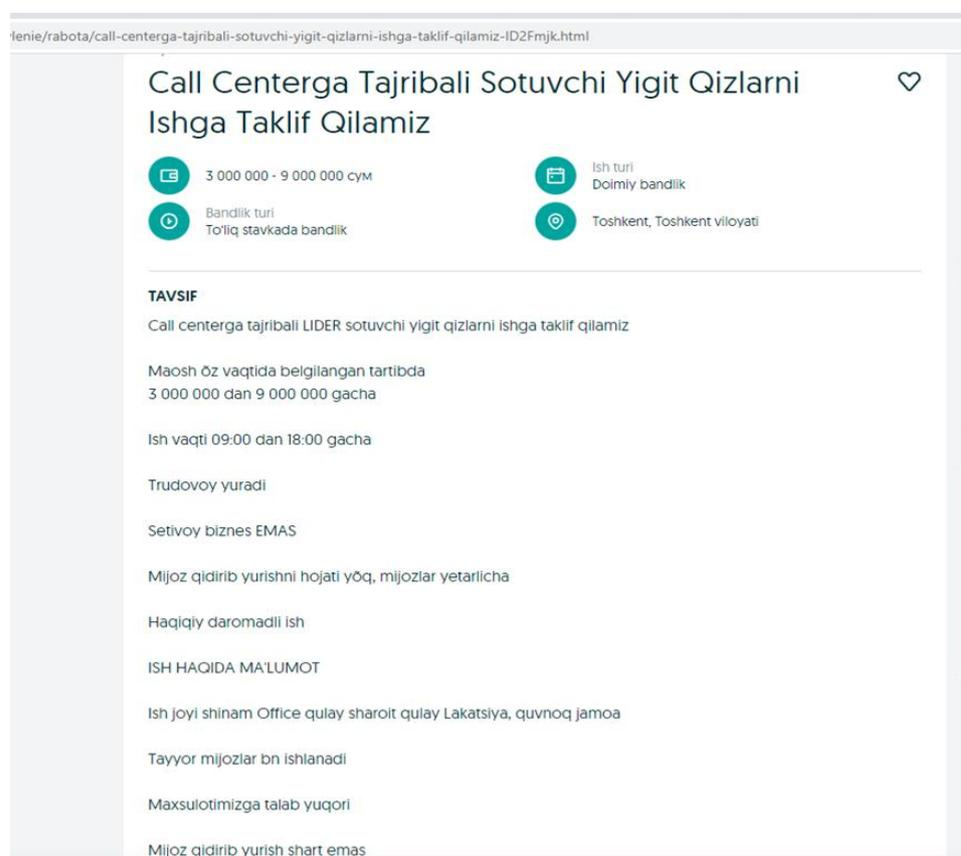 lenie/rabota/call-centerga-tajribali-sotuvchi-yigit-qizlarni-ishga-taklif-qilamiz-ID2Fmjk.html
Call Centerga Tajribali Sotuvchi Yigit Qizlarni
Ishga Taklif Qilamiz
3 000 000 - 9 000 000 сум
Ish turi
Doimiy bandlik
Bandlik turi
To'liq stavkada bandlik
Toshkent, Toshkent viloyati
TAVSIF
Call centerga tajribali LIDER sotuvchi yigit qizlarni ishga taklif qilamiz
Maosh õz vaqtida belgilangan tartibda
3 000 000 dan 9 000 000 gacha
Ish vaqti 09:00 dan 18:00 gacha
Trudovoy yuradi
Setivoy biznes EMAS
Mijoz qidirib yurishni hojati yõq, mijozlar yetarlicha
Haqiqiy daromadli ish
ISH HAQIDA MA'LUMOT
Ish joyi shinam Office qulay sharoit qulay Lakatsiya, quvnoq jamoa
Tayyor mijozlar bn ishlanadi
Maxsulotimizga talab yuqori
Mijoz qidirib yurish shart emas